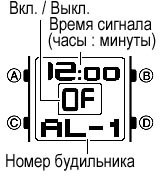 Вкл. / Выкл.
Время сигнала
(часы : минуты)
A
12:00
B
OF
C
AL-1
D
Номер будильника